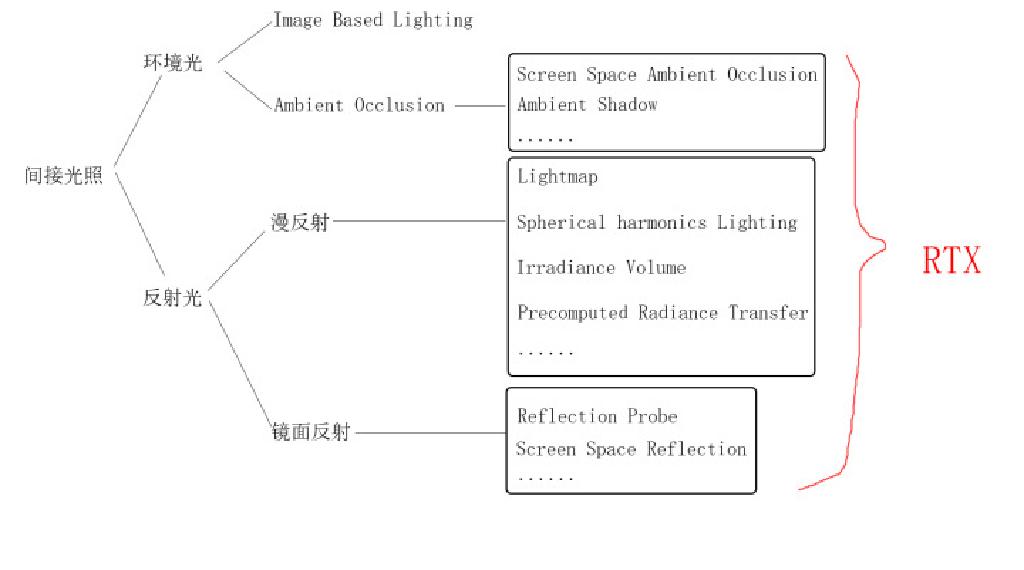 Image Based Lighting
环境光
Screen Space Ambient Occlusion
Ambient Occlusion
Ambient Shadow
......
间接光照
Lightmap
漫反射
Spherical harmonics Lighting
Irradiance Volume
RTX
反射光
Precomputed Radiance Transfer
......
Reflection Probe
镜面反射
Screen Space Reflection
......